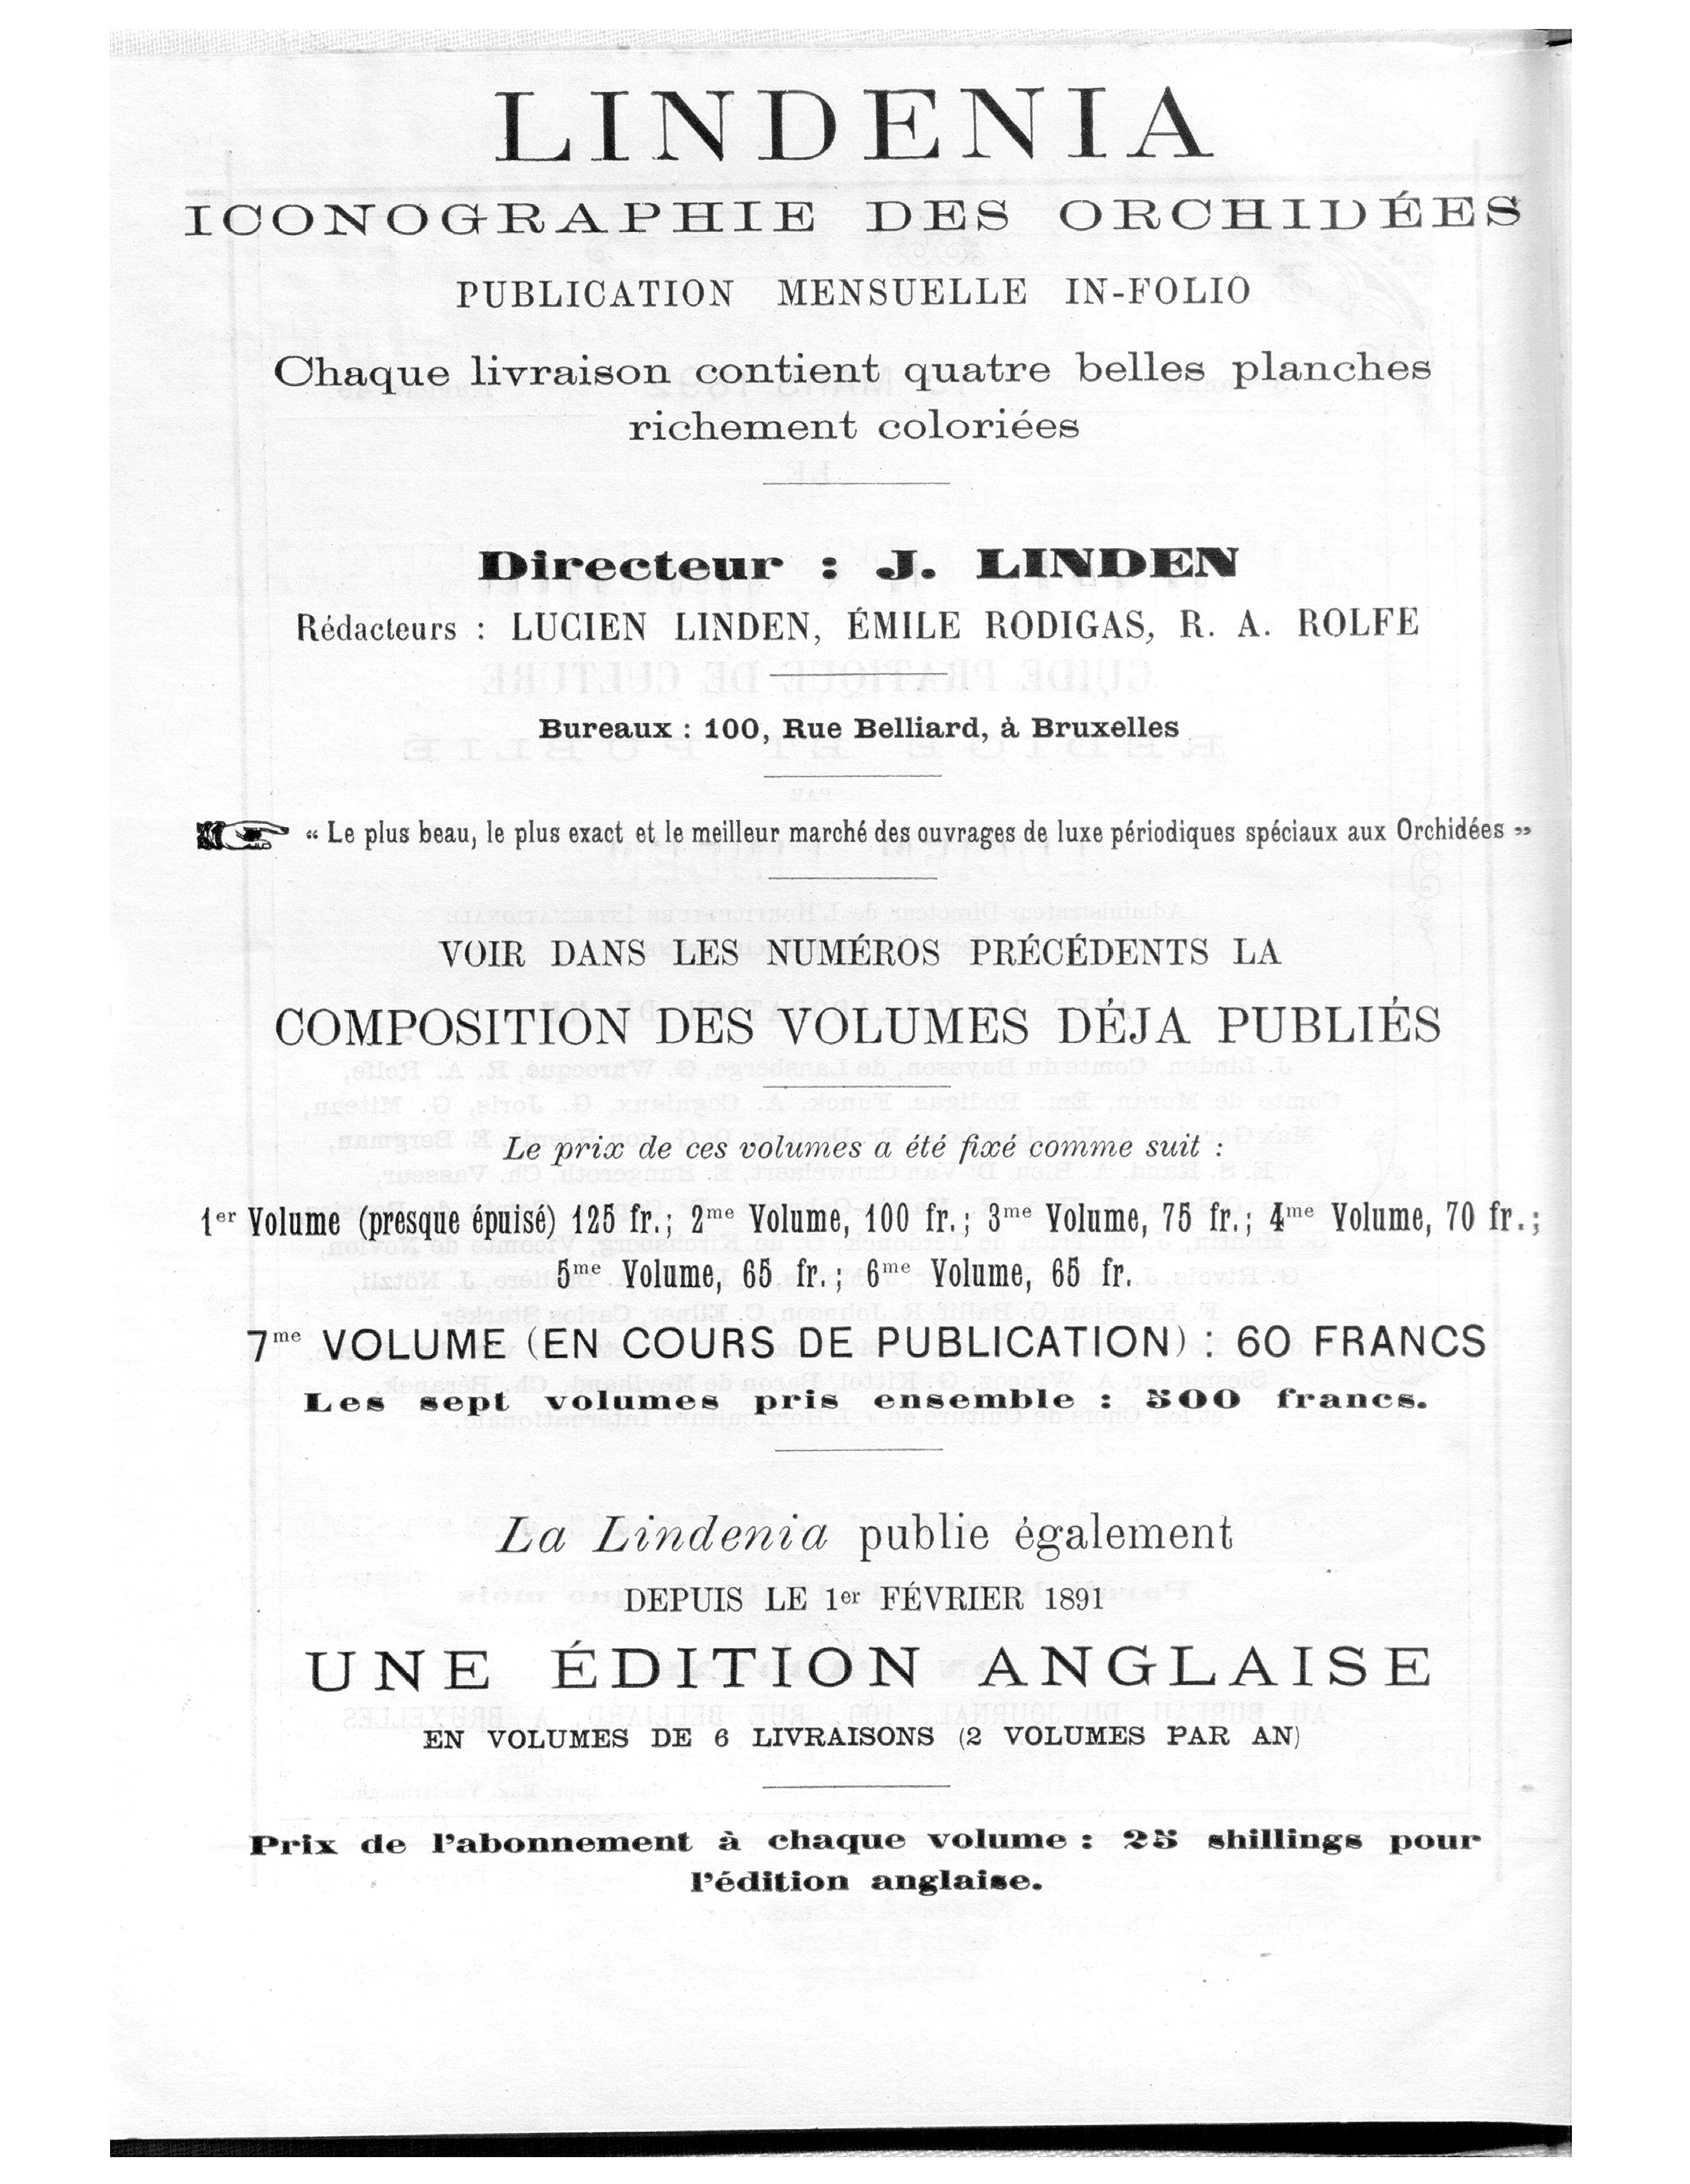 LINDENIA
ICONOGRAPHIE DES ORCHIDÉES
PUBLICATION MENSUELLE IN-FOLIO
Chaque livraison contient quatre belles planches
richement coloriées
Directeur : J. LINDEN
Rédacteurs : LUCIEN LINDEN, ÉMILE RODIGAS, R. A. ROLFE
Bureaux : 100, Rue Belliard, à Bruxelles
“ Le plus beau, le plus exact et le meilleur marché des ouvrages de luxe périodiques spéciaux aux Orchidées ”
VOIR DANS LES NUMÉROS PRÉCÉDENTS LA
COMPOSITION DES VOLUMES DÉJA PUBLIÉS
Le prix de ces volumes a été fixé comme suit :
1er Volume (presque épuisé) 125 fr.; 2me Volume, 100 fr.; 3me Volume, 75 fr.; 4me Volume, 70 fr.;
5me Volume, 65 fr.; 6me Volume, 65 fr.
7me VOLUME (EN COURS DE PUBLICATION) : 60 FRANCS
Les sept volumes pris ensemble : 500 francs.
La Lindenia publie également
DEPUIS LE 1er FÉVRIER 1891
UNE ÉDITION ANGLAISE
EN VOLUMES DE 6 LIVRAISONS (2 VOLUMES PAR AN)
Prix de l'abonnement à chaque volume : 25 shillings pour
l'édition anglaise.